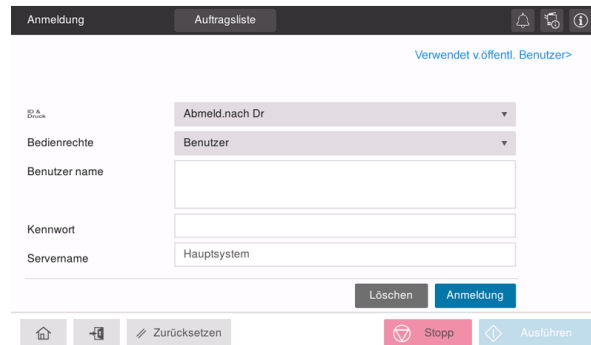 Anmeldung Auftragsliste
Verwendet v.öffentl. Benutzer>
ID &
Druck
Abmeld.nach Dr
Bedienrechte Benutzer
Benutzer name
Kennwort
Servername Hauptsystem
Löschen Anmeldung
Zurücksetzen Stopp Ausführen